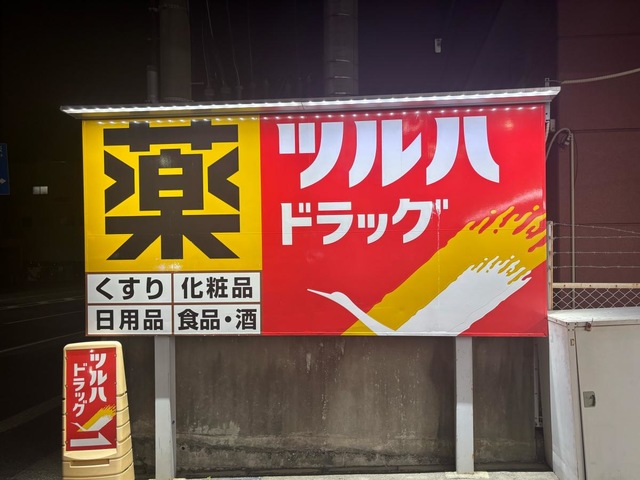 薬
ツルハ
ドラッグ
くすり
化粧品
日用品
食品・酒
ツルハ
ドラッグ